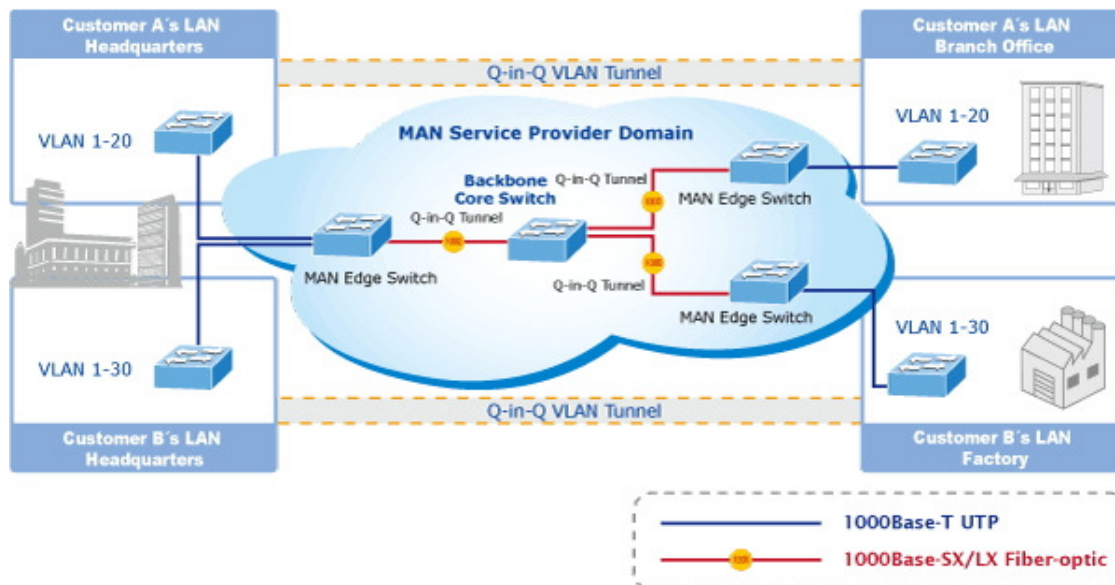 Customer A´s LAN
Headquarters
Customer A´s LAN
Branch Office
Q-in-Q VLAN Tunnel
VLAN 1-20
MAN Service Provider Domain
VLAN 1-20
Backbone
Core Switch
Q-in-Q Tunnel
MAN Edge Switch
Q-in-Q Tunnel
MAN Edge Switch
Q-in-Q Tunnel
MAN Edge Switch
VLAN 1-30
VLAN 1-30
Q-in-Q VLAN Tunnel
Customer B´s LAN
Headquarters
Customer B´s LAN
Factory
1000Base-T UTP
1000Base-SX/LX Fiber-optic